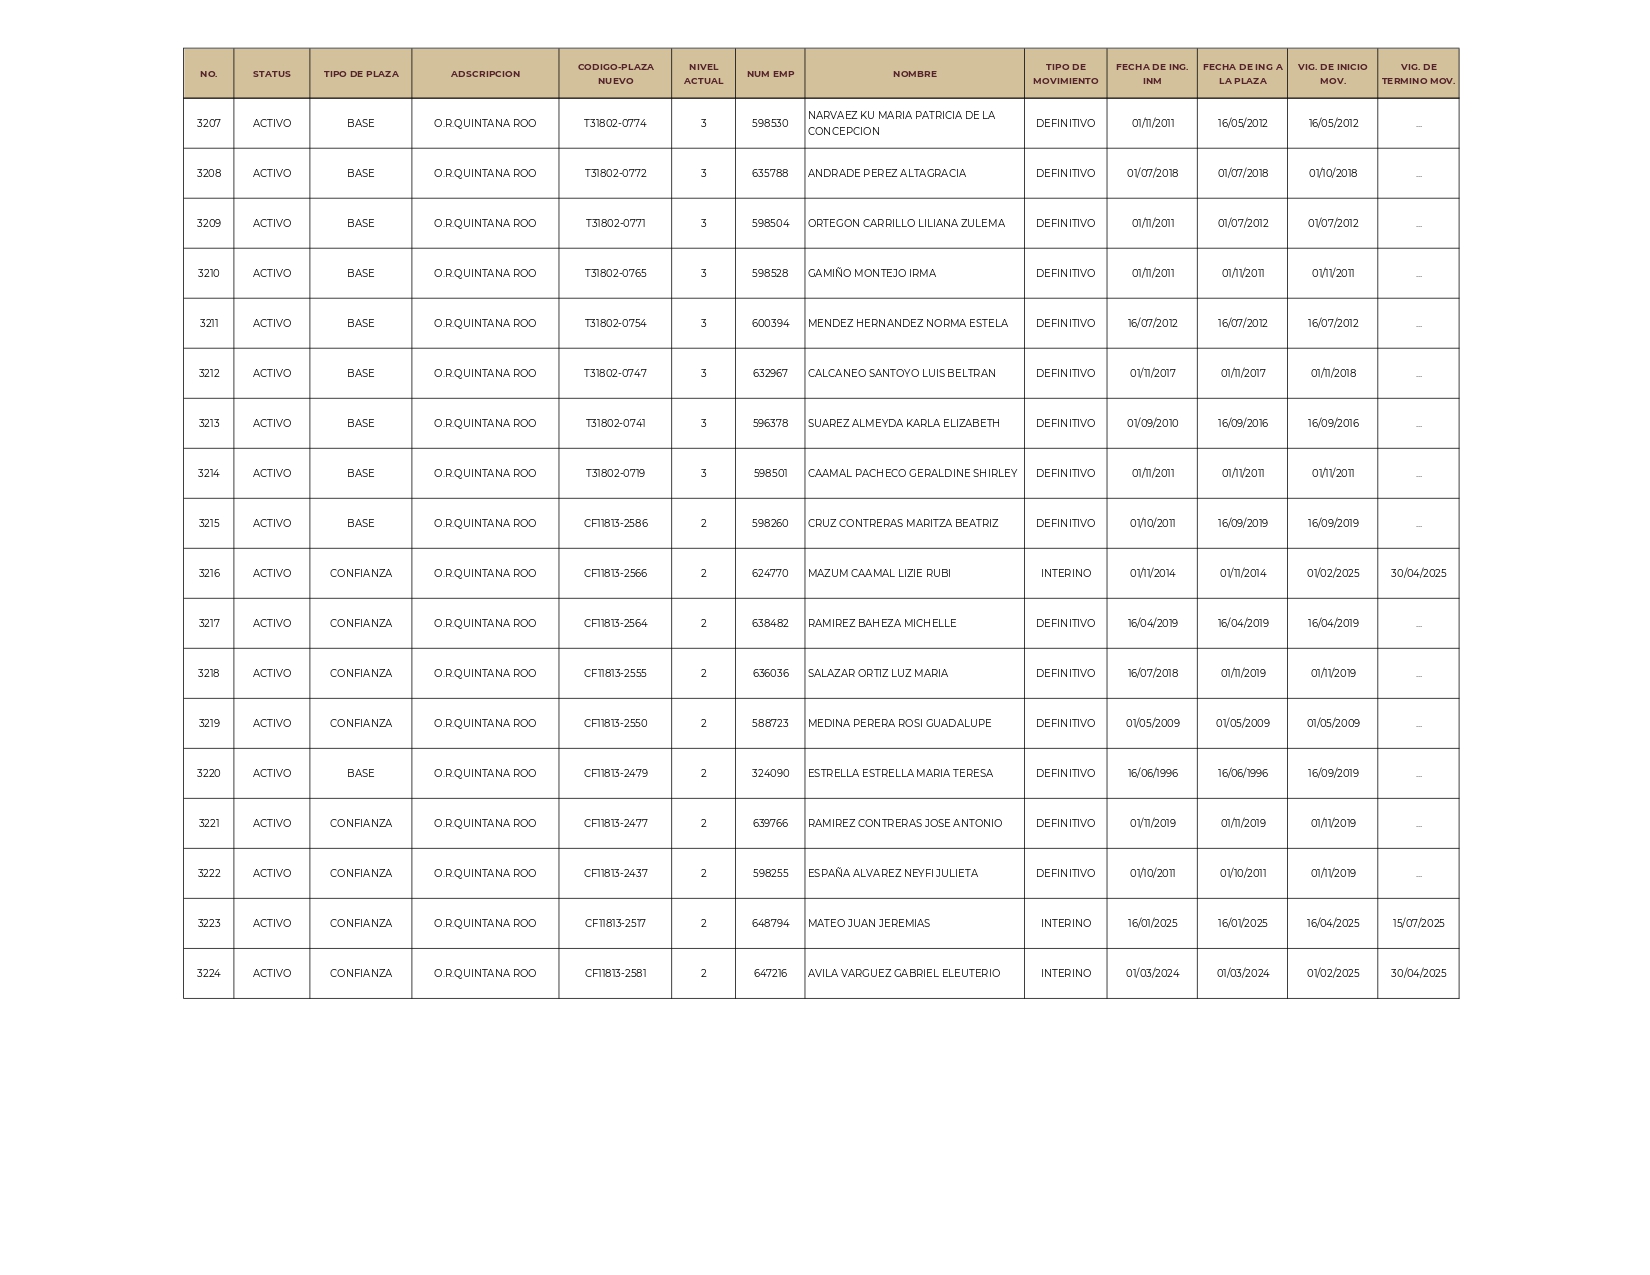 NO. STATUS TIPO DE PLAZA ADSCRIPCION CODIGO-PLAZA NUEVO NIVEL ACTUAL NUM EMP NOMBRE TIPO DE MOVIMIENTO FECHA DE ING. INM FECHA DE ING A LA PLAZA VIG. DE INICIO MOV. VIG. DE TERMINO MOV.
3207 ACTIVO BASE O.R.QUINTANA ROO T31802-0774 3 598530 NARVAEZ KU MARIA PATRICIA DE LA CONCEPCION DEFINITIVO 01/11/2011 16/05/2012 16/05/2012 ...
3208 ACTIVO BASE O.R.QUINTANA ROO T31802-0772 3 635788 ANDRADE PEREZ ALTAGRACIA DEFINITIVO 01/07/2018 01/07/2018 01/10/2018 ...
3209 ACTIVO BASE O.R.QUINTANA ROO T31802-0771 3 598504 ORTEGON CARRILLO LILIANA ZULEMA DEFINITIVO 01/11/2011 01/07/2012 01/07/2012 ...
3210 ACTIVO BASE O.R.QUINTANA ROO T31802-0765 3 598528 GAMIÑO MONTEJO IRMA DEFINITIVO 01/11/2011 01/11/2011 01/11/2011 ...
3211 ACTIVO BASE O.R.QUINTANA ROO T31802-0754 3 600394 MENDEZ HERNANDEZ NORMA ESTELA DEFINITIVO 16/07/2012 16/07/2012 16/07/2012 ...
3212 ACTIVO BASE O.R.QUINTANA ROO T31802-0747 3 632967 CALCANEO SANTOYO LUIS BELTRAN DEFINITIVO 01/11/2017 01/11/2017 01/11/2018 ...
3213 ACTIVO BASE O.R.QUINTANA ROO T31802-0741 3 596378 SUAREZ ALMEYDA KARLA ELIZABETH DEFINITIVO 01/09/2010 16/09/2016 16/09/2016 ...
3214 ACTIVO BASE O.R.QUINTANA ROO T31802-0719 3 598501 CAAMAL PACHECO GERALDINE SHIRLEY DEFINITIVO 01/11/2011 01/11/2011 01/11/2011 ...
3215 ACTIVO BASE O.R.QUINTANA ROO CF11813-2586 2 598260 CRUZ CONTRERAS MARITZA BEATRIZ DEFINITIVO 01/10/2011 16/09/2019 16/09/2019 ...
3216 ACTIVO CONFIANZA O.R.QUINTANA ROO CF11813-2566 2 624770 MAZUM CAAMAL LIZIE RUBI INTERINO 01/11/2014 01/11/2014 01/02/2025 30/04/2025
3217 ACTIVO CONFIANZA O.R.QUINTANA ROO CF11813-2564 2 638482 RAMIREZ BAHEZA MICHELLE DEFINITIVO 16/04/2019 16/04/2019 16/04/2019 ...
3218 ACTIVO CONFIANZA O.R.QUINTANA ROO CF11813-2555 2 636036 SALAZAR ORTIZ LUZ MARIA DEFINITIVO 16/07/2018 01/11/2019 01/11/2019 ...
3219 ACTIVO CONFIANZA O.R.QUINTANA ROO CF11813-2550 2 588723 MEDINA PERERA ROSI GUADALUPE DEFINITIVO 01/05/2009 01/05/2009 01/05/2009 ...
3220 ACTIVO BASE O.R.QUINTANA ROO CF11813-2479 2 324090 ESTRELLA ESTRELLA MARIA TERESA DEFINITIVO 16/06/1996 16/06/1996 16/09/2019 ...
3221 ACTIVO CONFIANZA O.R.QUINTANA ROO CF11813-2477 2 639766 RAMIREZ CONTRERAS JOSE ANTONIO DEFINITIVO 01/11/2019 01/11/2019 01/11/2019 ...
3222 ACTIVO CONFIANZA O.R.QUINTANA ROO CF11813-2437 2 598255 ESPAÑA ALVAREZ NEYFI JULIETA DEFINITIVO 01/10/2011 01/10/2011 01/11/2019 ...
3223 ACTIVO CONFIANZA O.R.QUINTANA ROO CF11813-2517 2 648794 MATEO JUAN JEREMIAS INTERINO 16/01/2025 16/01/2025 16/04/2025 15/07/2025
3224 ACTIVO CONFIANZA O.R.QUINTANA ROO CF11813-2581 2 647216 AVILA VARGUEZ GABRIEL ELEUTERIO INTERINO 01/03/2024 01/03/2024 01/02/2025 30/04/2025